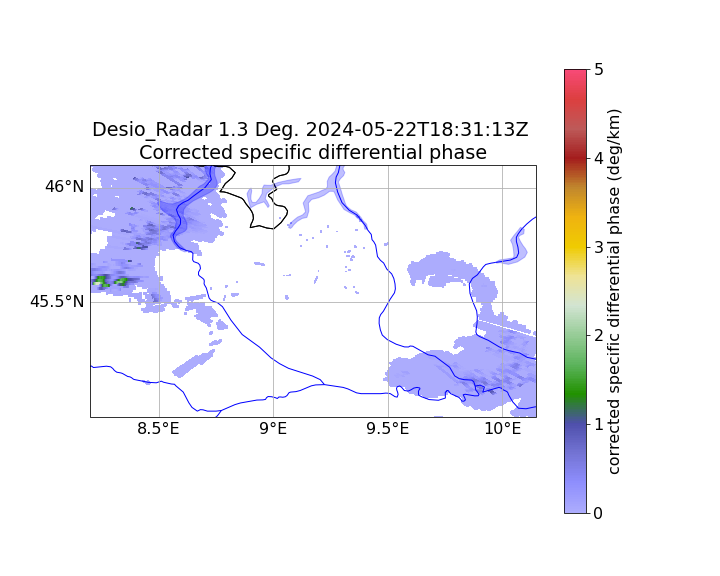 Desio_Radar 1.3 Deg. 2024-05-22T18:31:13Z
Corrected specific differential phase
46°N
45.5°N
8.5°E
9°E
9.5°E
10°E
5
4
3
2
1
0
corrected specific differential phase (deg/km)